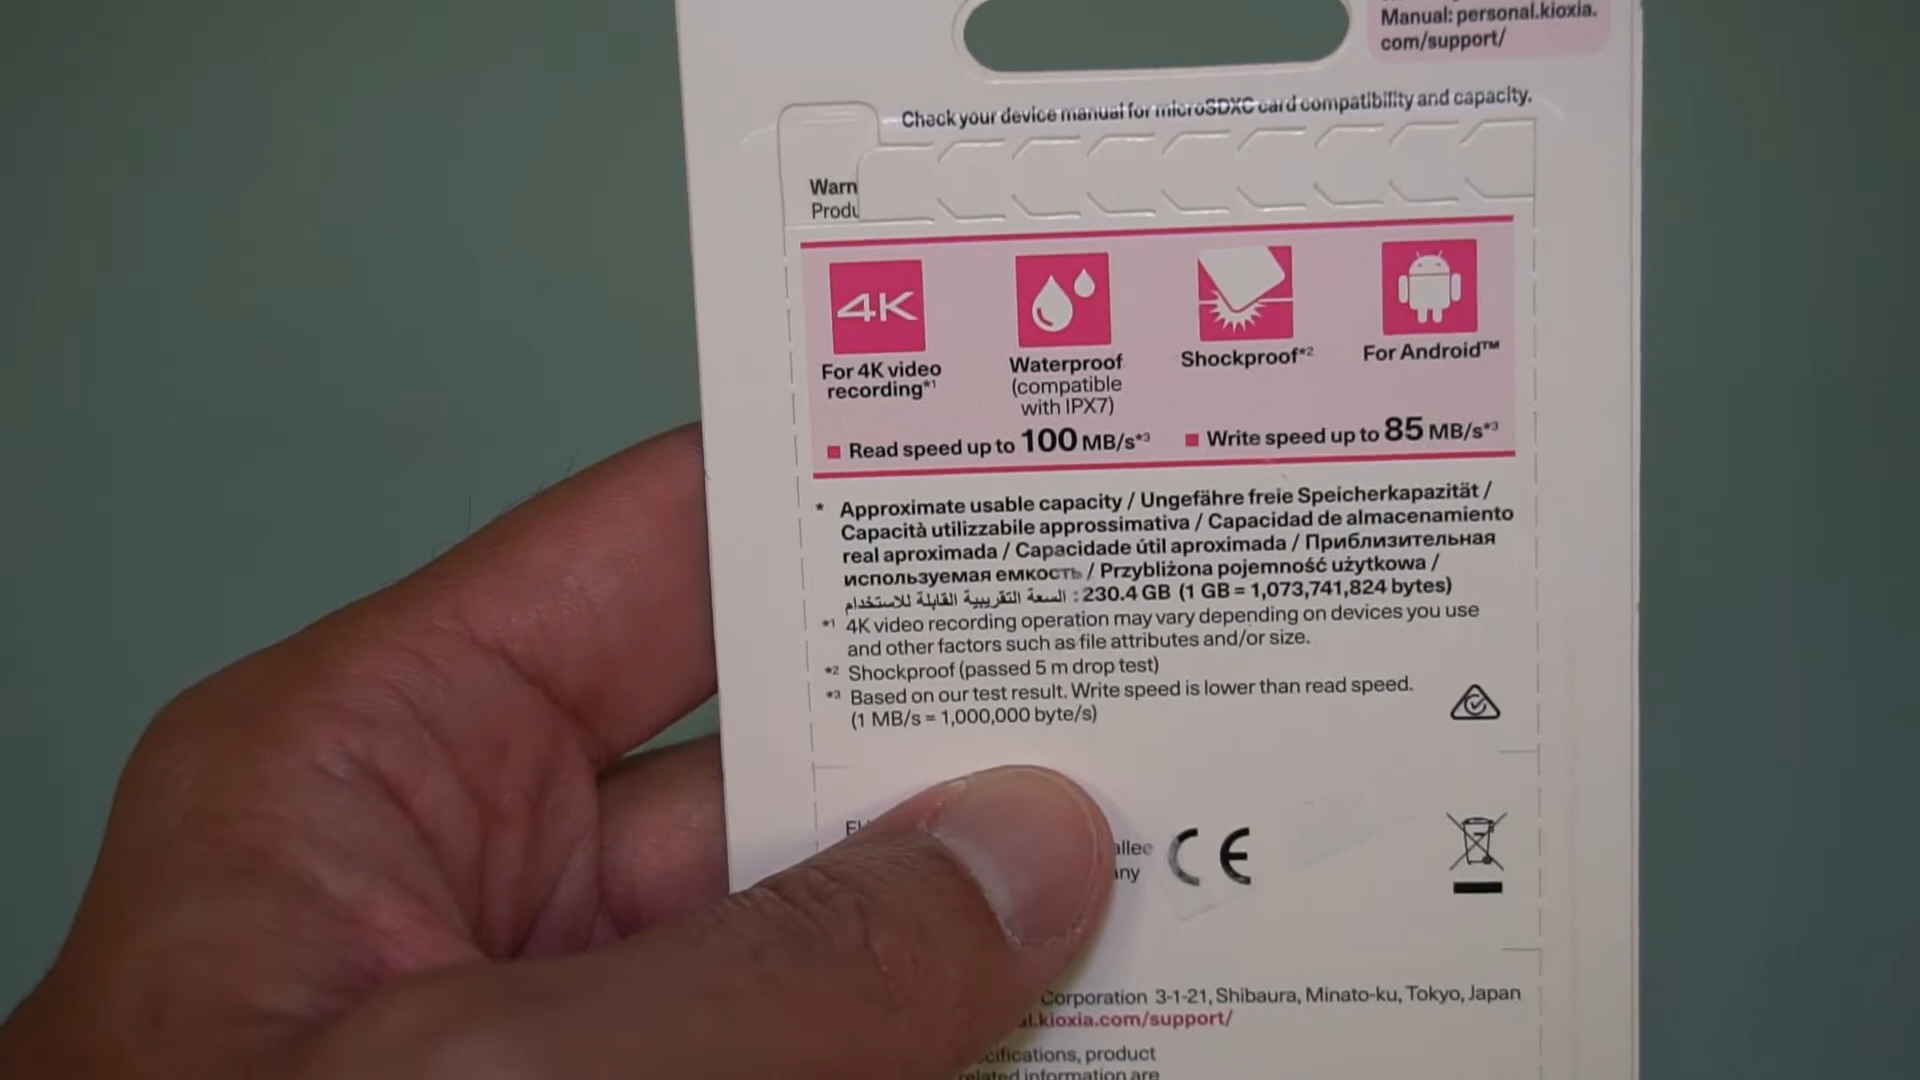 Manual: personal.kioxia.
com/support/
Check your device manual for microSDXC card compatibility and capacity.
Warn
Produ
4K
For 4K video
recording*1
Waterproof
(compatible
with IPX7)
Shockproof*2
For Android™
Read speed up to 100 MB/s*3
Write speed up to 85 MB/s*3
* Approximate usable capacity / Ungefähre freie Speicherkapazität /
Capacità utilizzabile approssimativa / Capacidad de almacenamiento
real aproximada / Capacidade útil aproximada / Приблизительная
используемая емкость / Przybliżona pojemność użytkowa /
السعة التقريبية القابلة للاستخدام : 230.4 GB (1 GB = 1,073,741,824 bytes)
*1 4K video recording operation may vary depending on devices you use
and other factors such as file attributes and/or size.
*2 Shockproof (passed 5 m drop test)
*3 Based on our test result. Write speed is lower than read speed.
(1 MB/s = 1,000,000 byte/s)
allee
any
CE
Corporation 3-1-21, Shibaura, Minato-ku, Tokyo, Japan
al.kioxia.com/support/
cifications, product
related information are